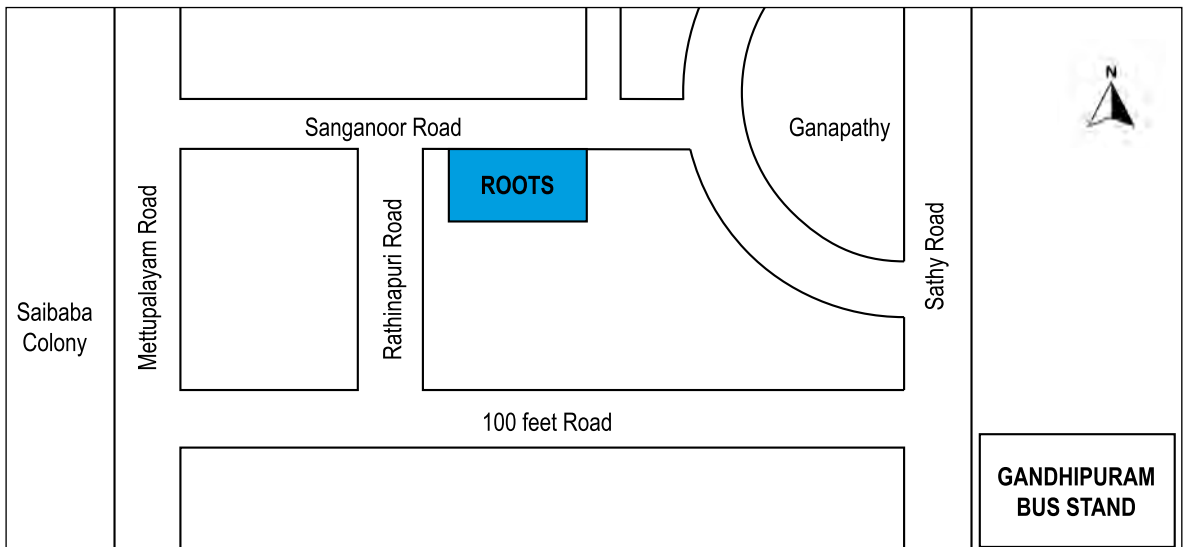 N
Sanganoor Road
Ganapathy
ROOTS
Mettupalayam Road
Rathinapuri Road
Sathy Road
Saibaba
Colony
100 feet Road
GANDHIPURAM
BUS STAND